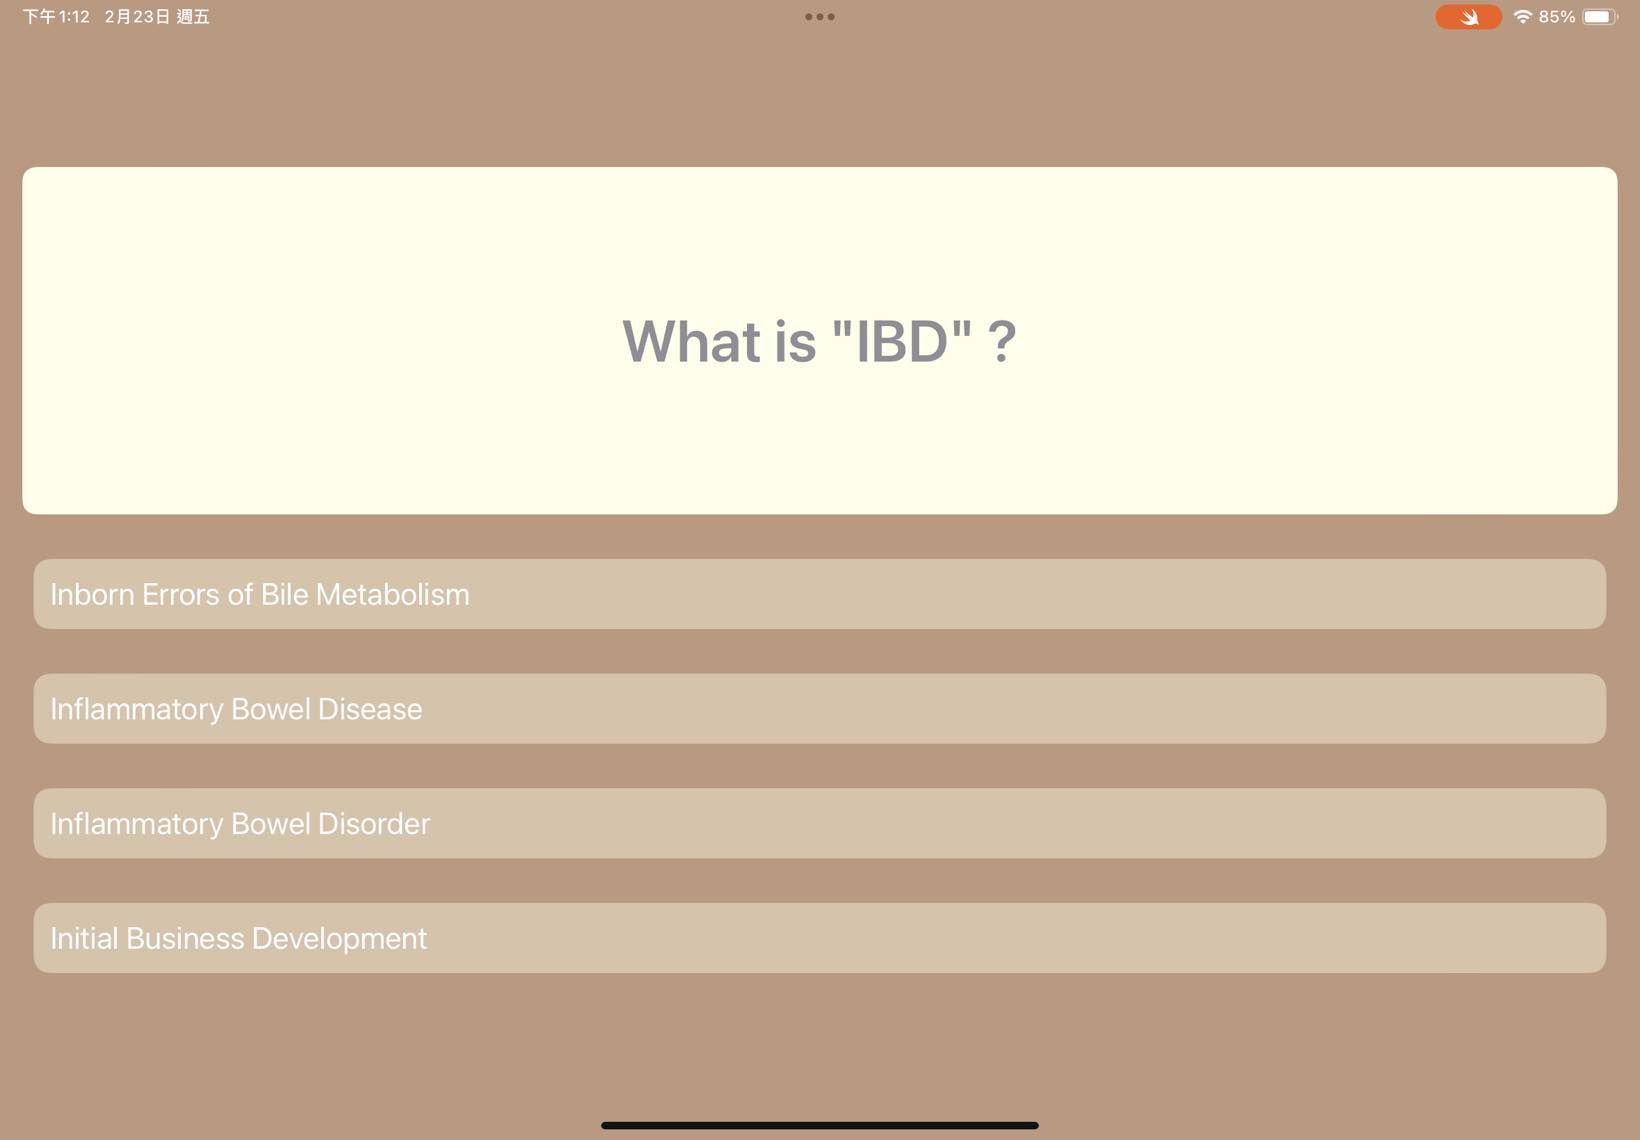 下午1:12 2月23日 週五
85%
What is "IBD" ?
Inborn Errors of Bile Metabolism
Inflammatory Bowel Disease
Inflammatory Bowel Disorder
Initial Business Development